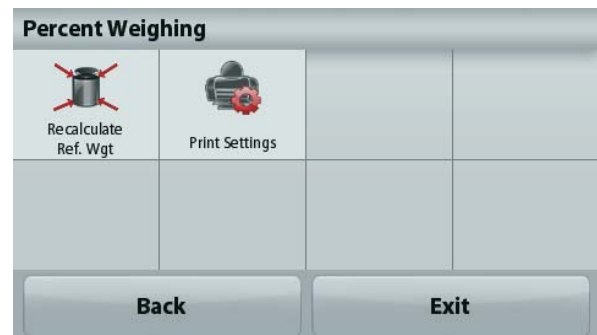 Percent Weighing
Recalculate
Ref. Wgt
Print Settings
Back
Exit